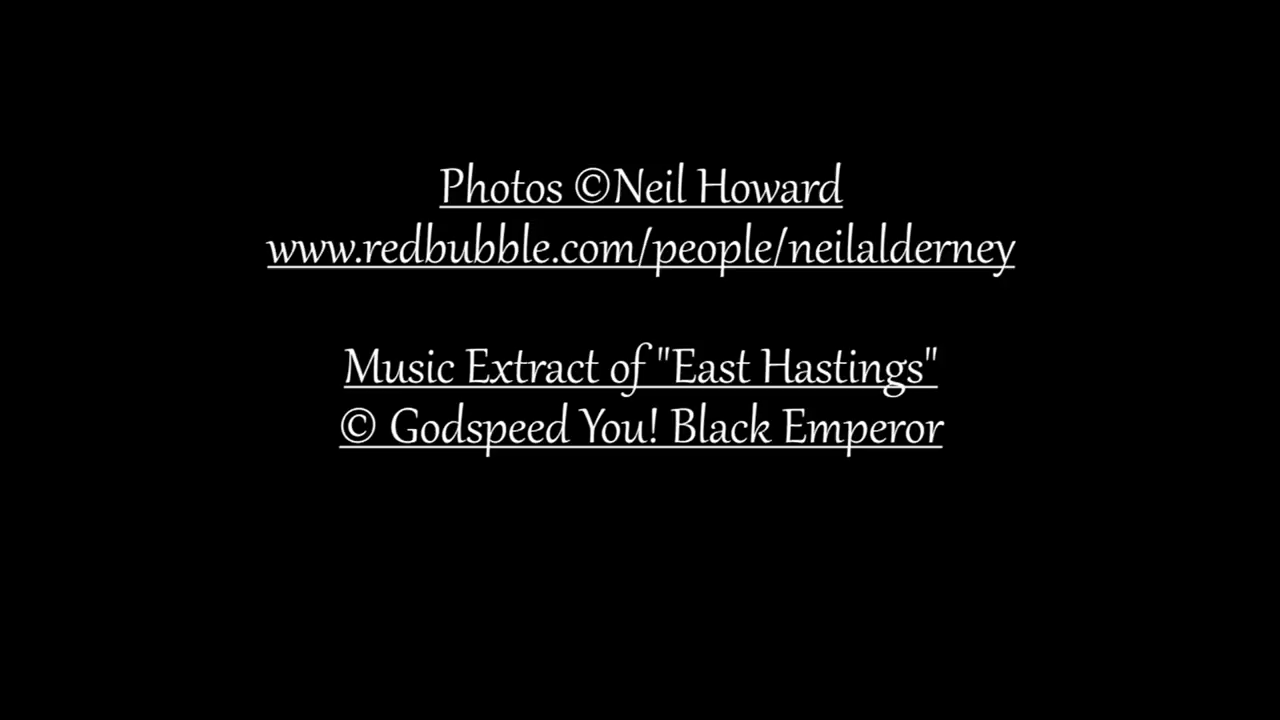 Photos ©Neil Howard
www.redbubble.com/people/neilalderney
Music Extract of "East Hastings"
© Godspeed You! Black Emperor